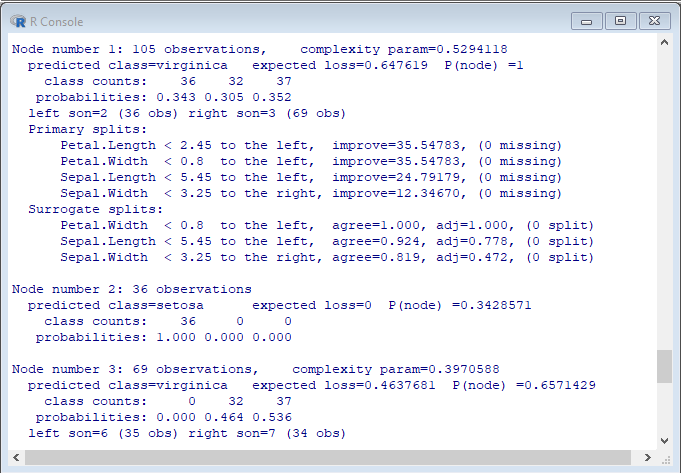 R Console
Node number 1: 105 observations,    complexity param=0.5294118
  predicted class=virginica   expected loss=0.647619  P(node) =1
    class counts:    36    32    37
   probabilities: 0.343 0.305 0.352
  left son=2 (36 obs) right son=3 (69 obs)
  Primary splits:
      Petal.Length < 2.45 to the left,  improve=35.54783, (0 missing)
      Petal.Width  < 0.8  to the left,  improve=35.54783, (0 missing)
      Sepal.Length < 5.45 to the left,  improve=24.79179, (0 missing)
      Sepal.Width  < 3.25 to the right, improve=12.34670, (0 missing)
  Surrogate splits:
      Petal.Width  < 0.8  to the left,  agree=1.000, adj=1.000, (0 split)
      Sepal.Length < 5.45 to the left,  agree=0.924, adj=0.778, (0 split)
      Sepal.Width  < 3.25 to the right, agree=0.819, adj=0.472, (0 split)
Node number 2: 36 observations
  predicted class=setosa      expected loss=0  P(node) =0.3428571
    class counts:    36     0     0
   probabilities: 1.000 0.000 0.000
Node number 3: 69 observations,    complexity param=0.3970588
  predicted class=virginica   expected loss=0.4637681  P(node) =0.6571429
    class counts:     0    32    37
   probabilities: 0.000 0.464 0.536
  left son=6 (35 obs) right son=7 (34 obs)